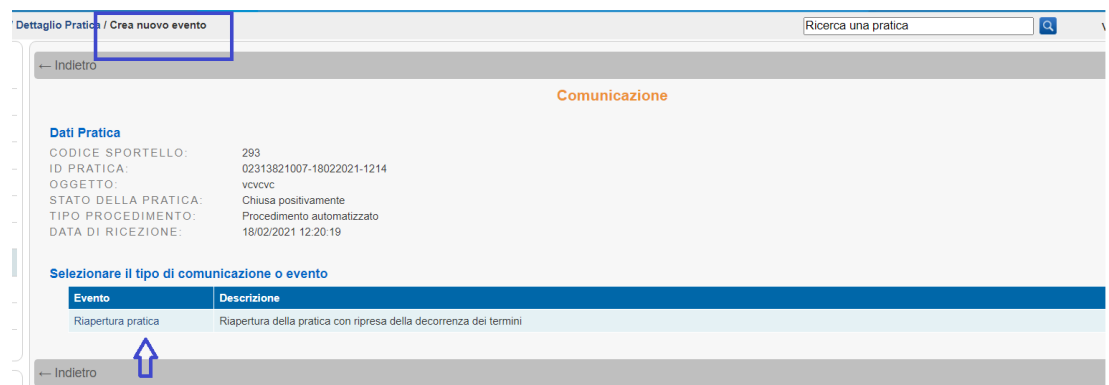 / Dettaglio Pratica / Crea nuovo evento Ricerca una pratica
← Indietro
Comunicazione
Dati Pratica
CODICE SPORTELLO: 293
ID PRATICA: 02313821007-18022021-1214
OGGETTO: vcvcvc
STATO DELLA PRATICA: Chiusa positivamente
TIPO PROCEDIMENTO: Procedimento automatizzato
DATA DI RICEZIONE: 18/02/2021 12:20:19
Selezionare il tipo di comunicazione o evento
Evento Descrizione
Riapertura pratica Riapertura della pratica con ripresa della decorrenza dei termini
← Indietro